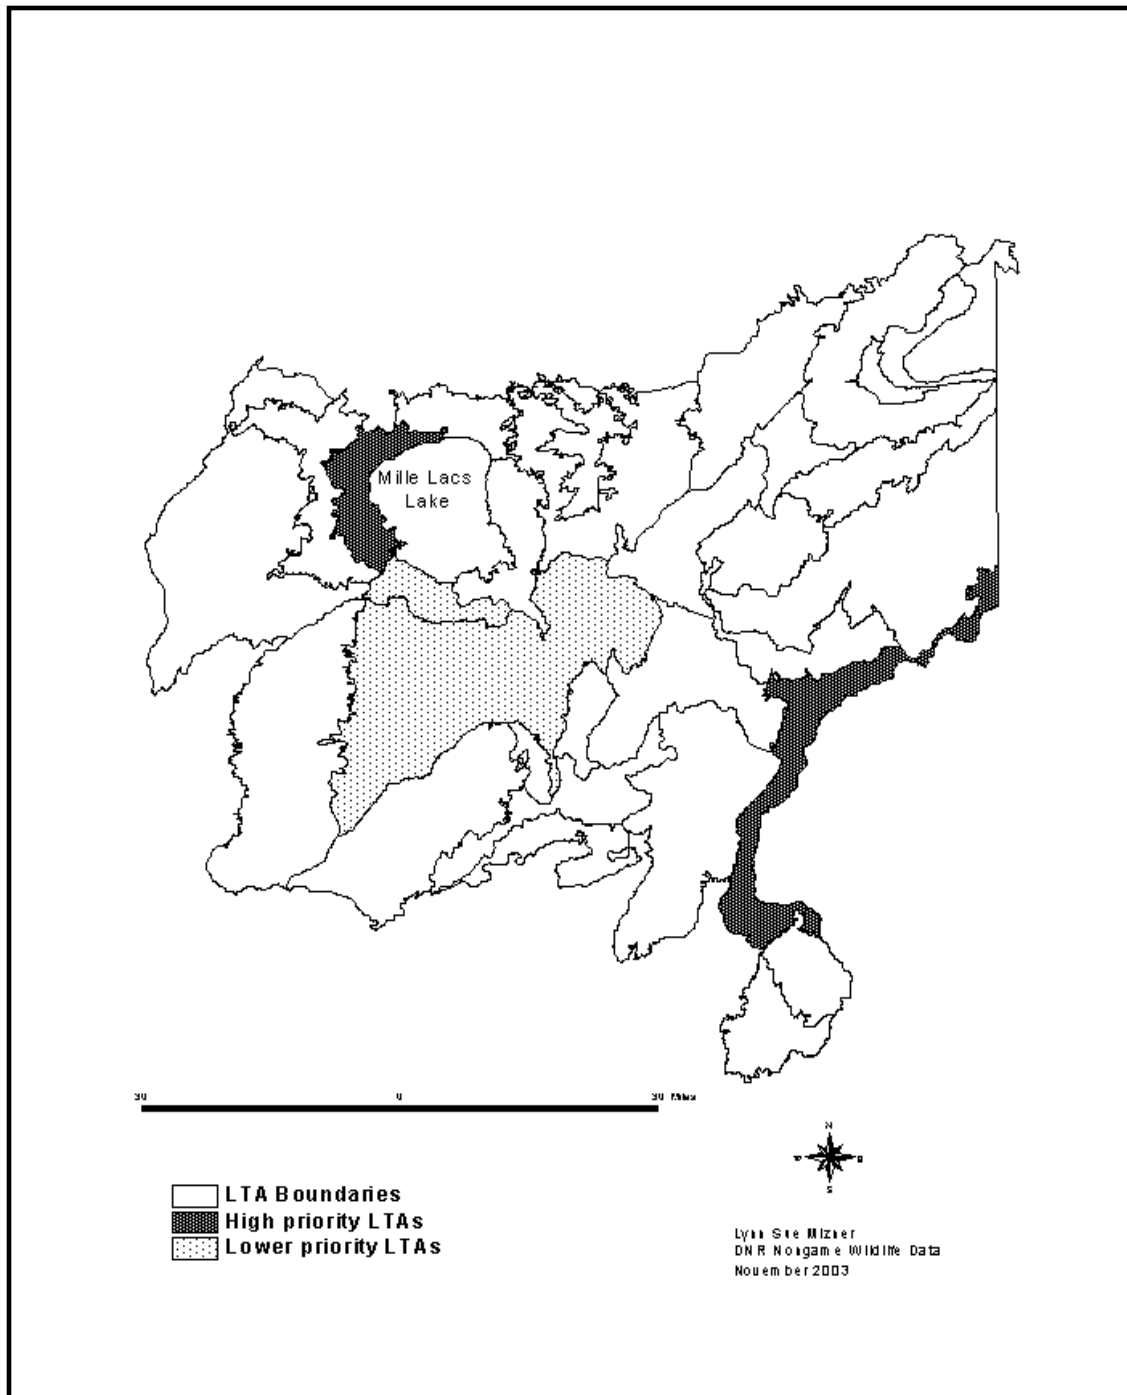 Mille Lacs
Lake
30 0 30 Miles
N
W E
S
LTA Boundaries
High priority LTAs
Lower priority LTAs
Lynn Sue Mizner
DNR Nongame Wildlife Data
November 2003